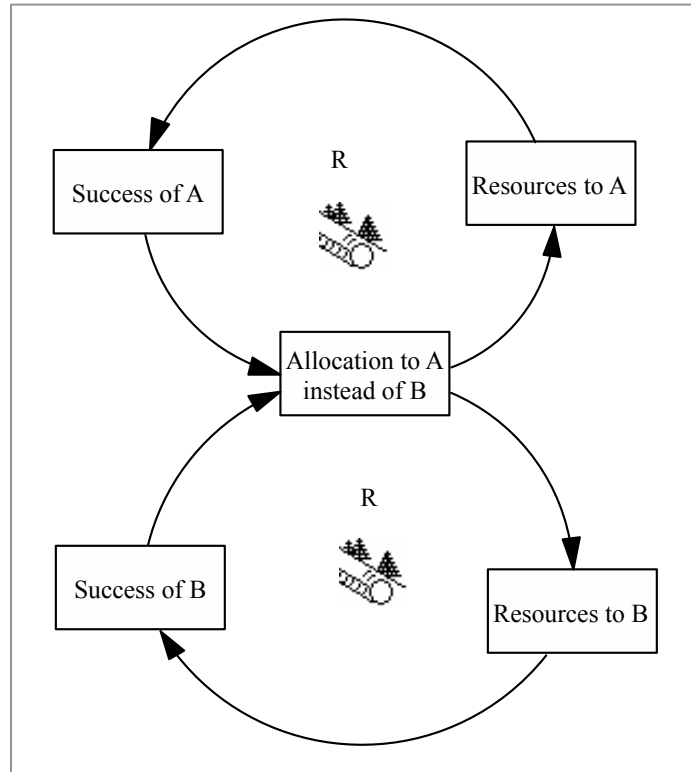 R
Success of A
Resources to A
Allocation to A
instead of B
R
Success of B
Resources to B